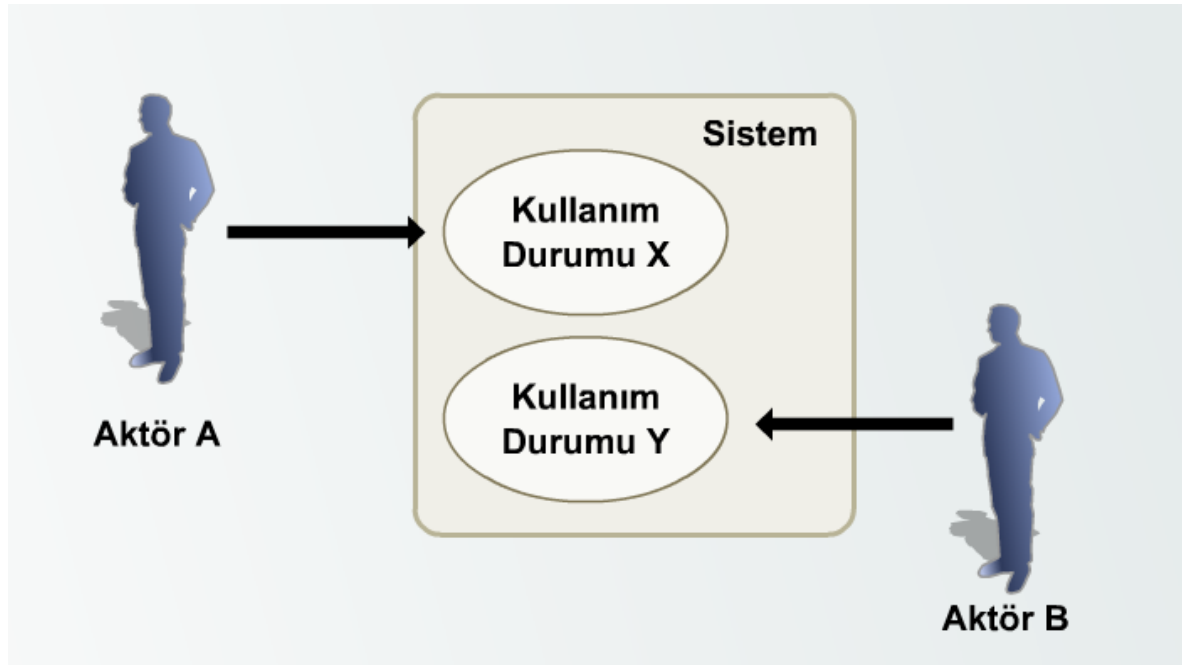 Sistem
Kullanım
Durumu X
Kullanım
Durumu Y
Aktör A
Aktör B